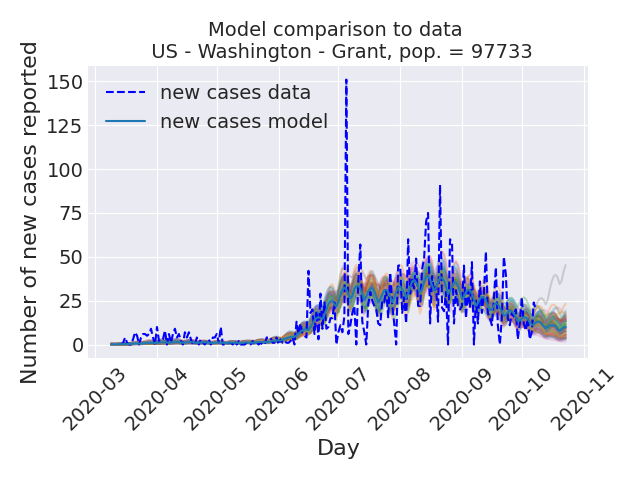 Model comparison to data
US - Washington - Grant, pop. = 97733
Number of new cases reported
150
125
100
75
50
25
0
new cases data
new cases model
2020-03
2020-04
2020-05
2020-06
2020-07
2020-08
2020-09
2020-10
2020-11
Day